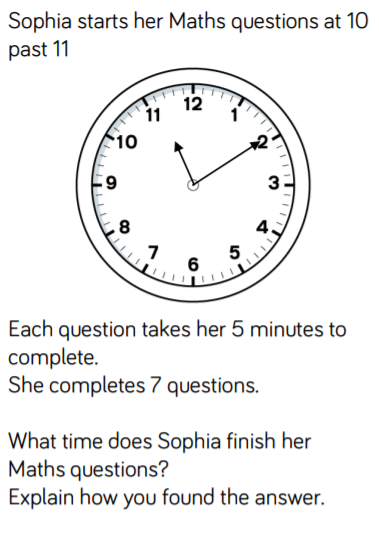 Sophia starts her Maths questions at 10
past 11
12
11
1
10
2
9
3
8
4
7
5
6
Each question takes her 5 minutes to
complete.
She completes 7 questions.
What time does Sophia finish her
Maths questions?
Explain how you found the answer.